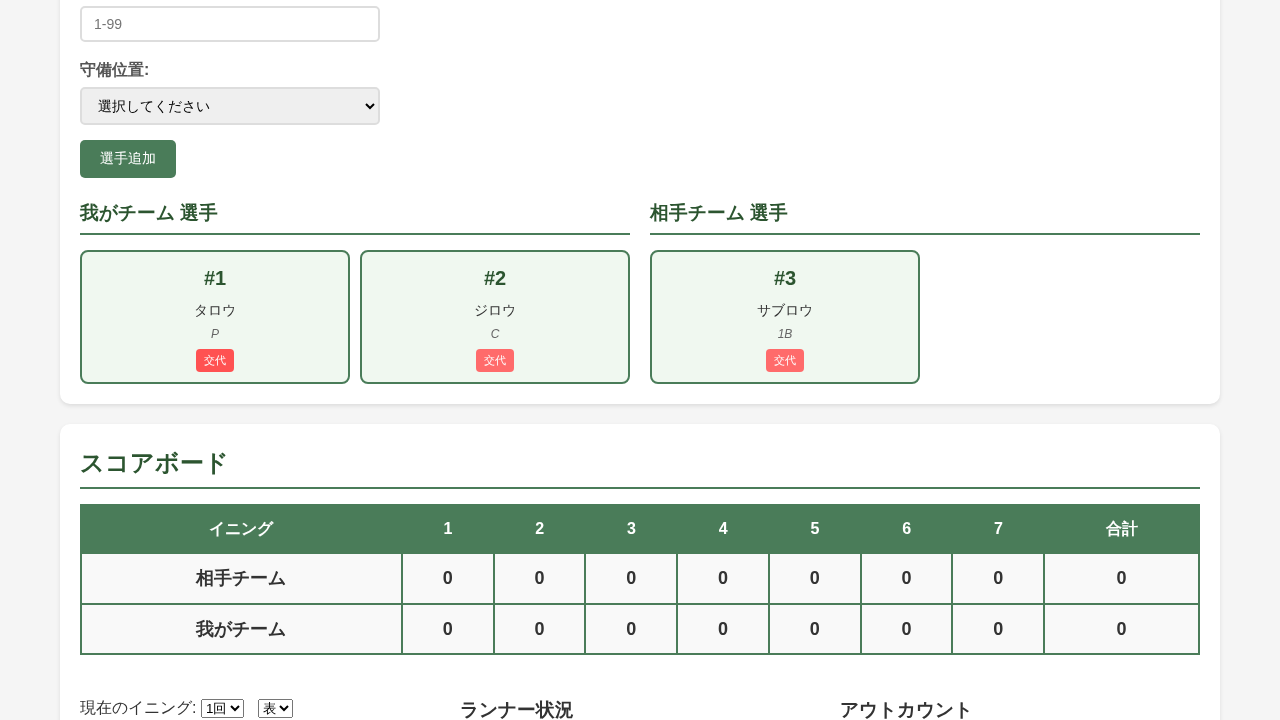 1-99
守備位置:
選択してください
選手追加
我がチーム 選手
#1
タロウ
P
交代
#2
ジロウ
C
交代
相手チーム 選手
#3
サブロウ
1B
交代
スコアボード
イニング 1 2 3 4 5 6 7 合計
相手チーム 0 0 0 0 0 0 0 0
我がチーム 0 0 0 0 0 0 0 0
現在のイニング: 1回 表
ランナー状況
アウトカウント